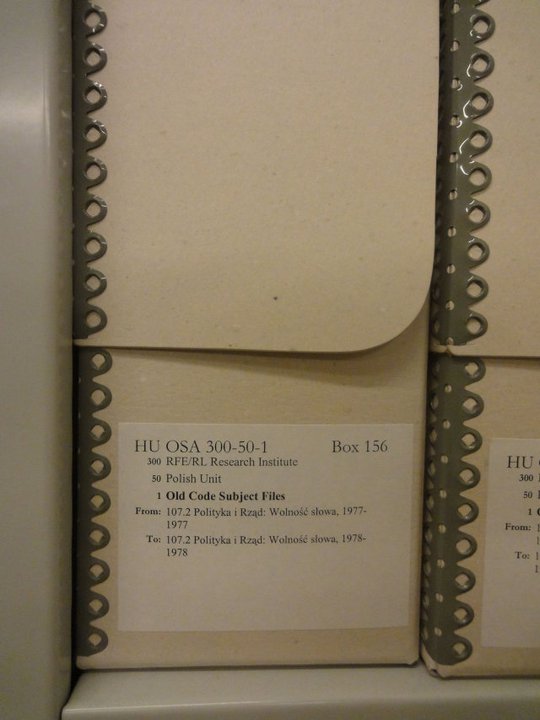 HU OSA 300-50-1 Box 156
300 RFE/RL Research Institute
50 Polish Unit
1 Old Code Subject Files
From: 107.2 Polityka i Rząd: Wolność słowa, 1977-
1977
To: 107.2 Polityka i Rząd: Wolność słowa, 1978-
1978
HU
300
50
1
From:
To: